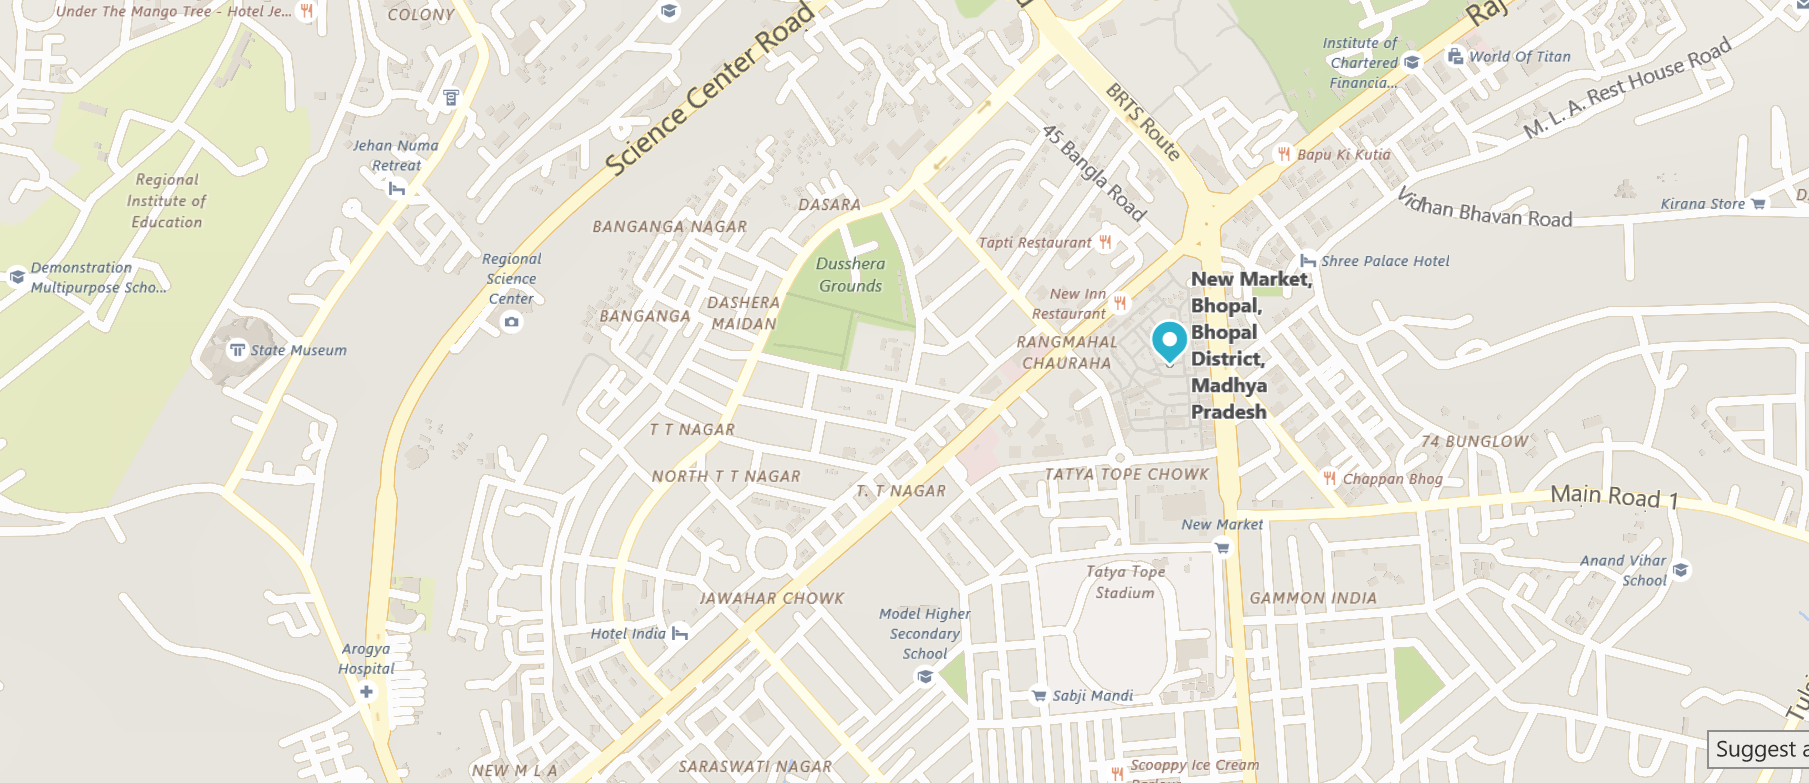 Under The Mango Tree - Hotel Je...
COLONY
Science Center Road
Raj
Institute of
Chartered
Financia...
World Of Titan
M. L. A. Rest House Road
BRTS Route
45 Bangla Road
Bapu Ki Kutia
Jehan Numa
Retreat
Regional
Institute of
Education
Vidhan Bhavan Road
Kirana Store
DASARA
BANGANGA NAGAR
Tapti Restaurant
Shree Palace Hotel
Demonstration
Multipurpose Scho...
Regional
Science
Center
Dusshera
Grounds
New Market,
Bhopal,
Bhopal
District,
Madhya
Pradesh
New Inn
Restaurant
DASHERA
MAIDAN
BANGANGA
State Museum
RANGMAHAL
CHAURAHA
T T NAGAR
74 BUNGLOW
NORTH T T NAGAR
T. T NAGAR
TATYA TOPE CHOWK
Chappan Bhog
Main Road 1
New Market
Anand Vihar
School
Tatya Tope
Stadium
JAWAHAR CHOWK
GAMMON INDIA
Model Higher
Secondary
School
Hotel India
Arogya
Hospital
Sabji Mandi
Tulsi
NEW M L A
SARASWATI NAGAR
Scooppy Ice Cream
Suggest a